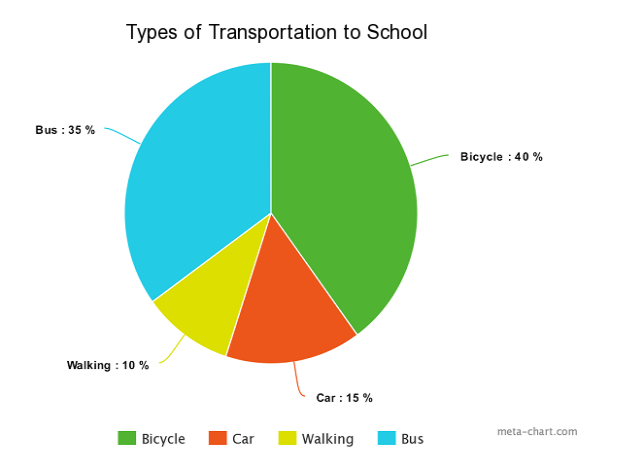 Types of Transportation to School
Bus : 35 %
Bicycle : 40 %
Walking : 10 %
Car : 15 %
meta-chart.com
Bicycle Car Walking Bus